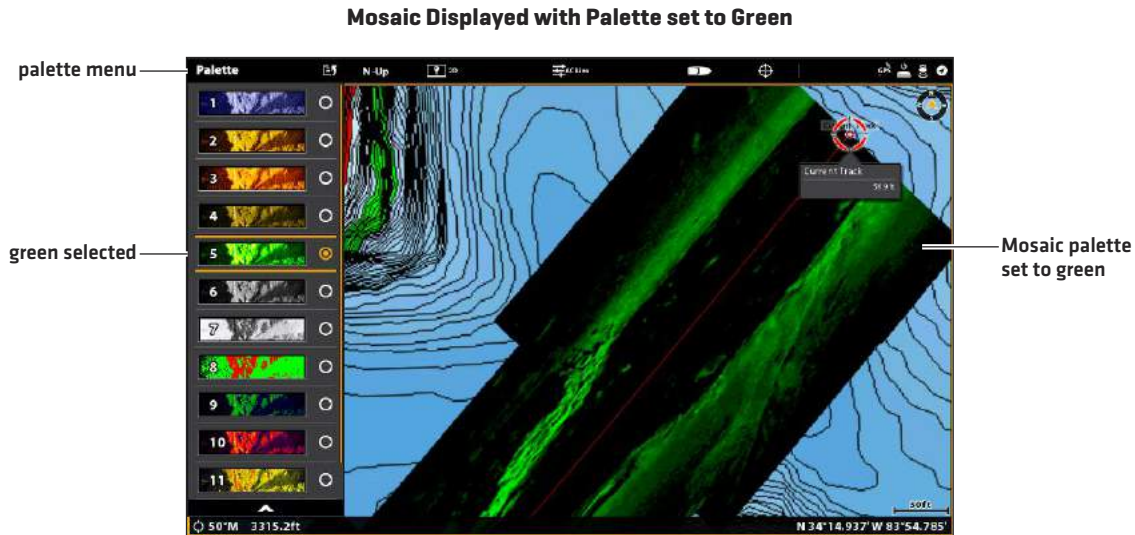 Mosaic Displayed with Palette set to Green
palette menu
Palette
N-Up
2D
GPS
1
2
3
4
green selected
5
6
7
8
9
10
11
Current Track
Mosaic palette
set to green
50ft
50°M 3315.2ft
N 34°14.937' W 83°54.785'